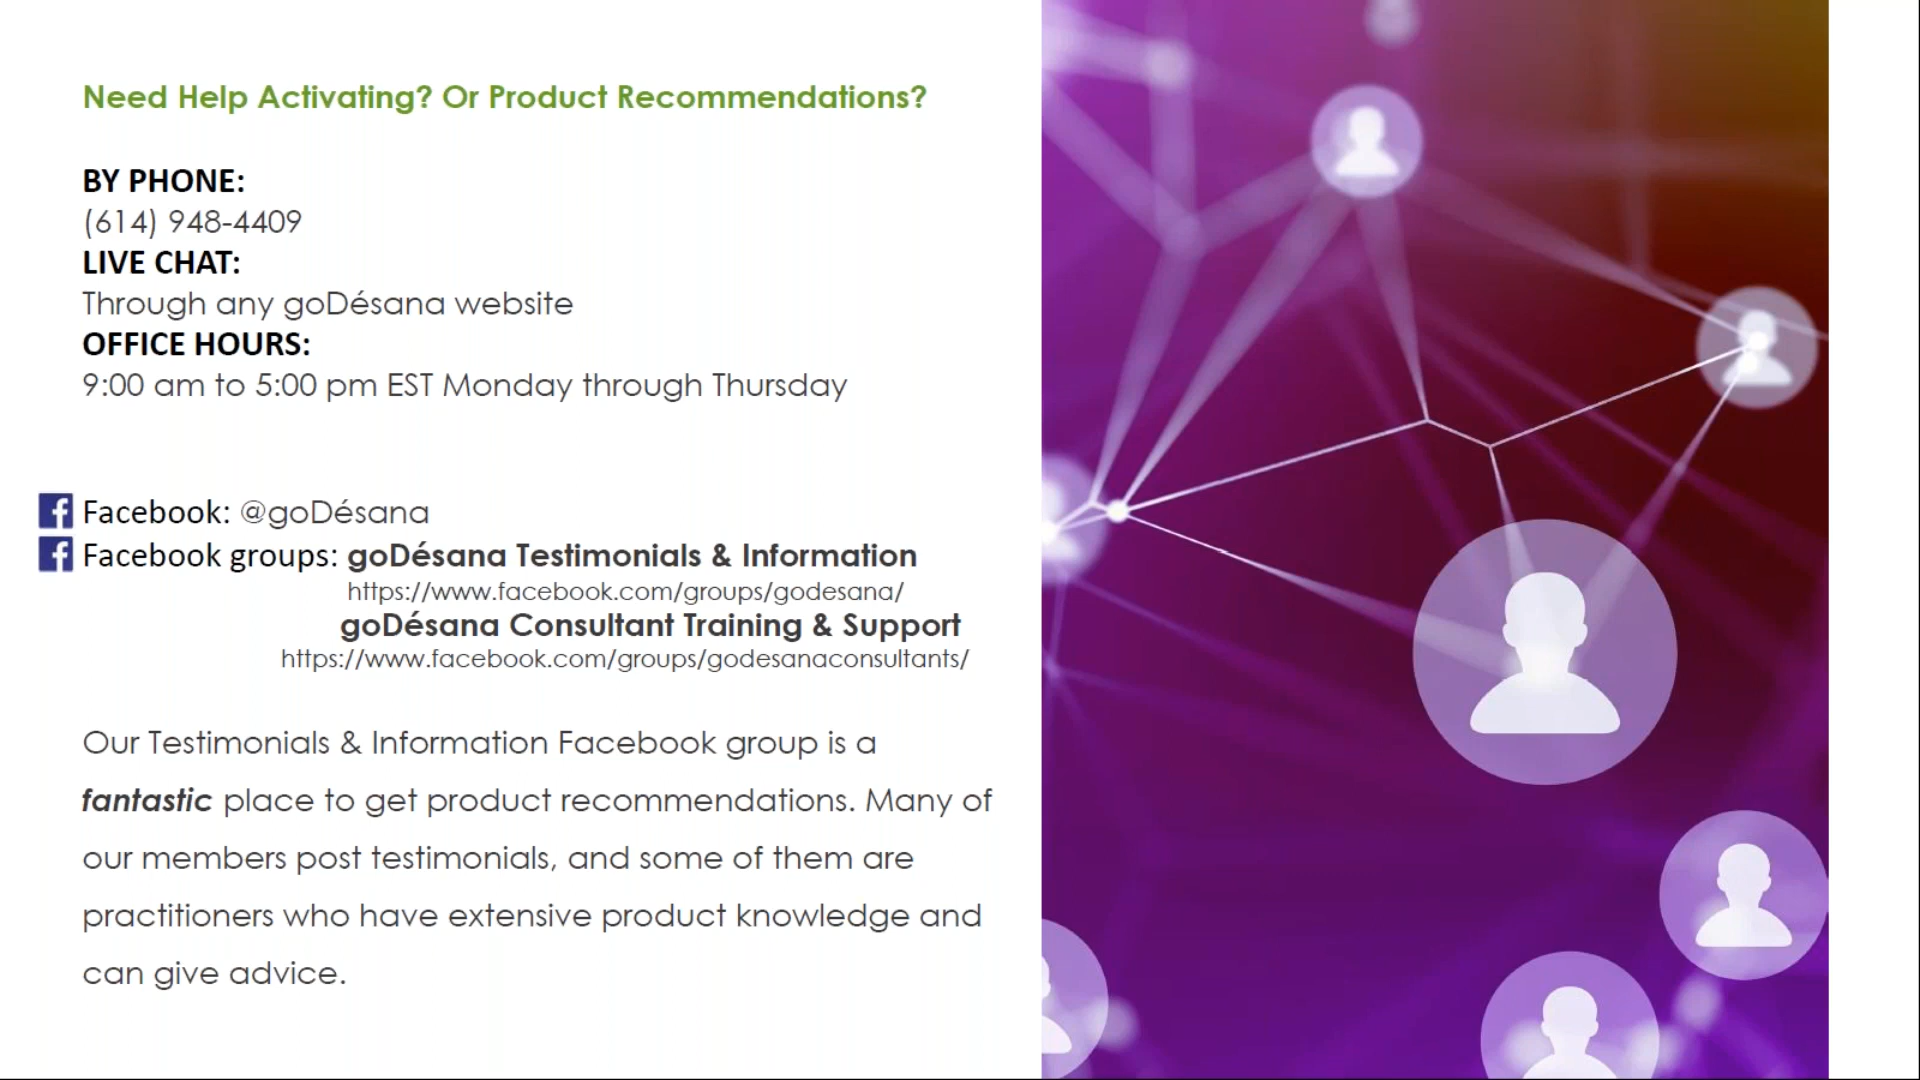 Need Help Activating? Or Product Recommendations?
BY PHONE:
(614) 948-4409
LIVE CHAT:
Through any goDésana website
OFFICE HOURS:
9:00 am to 5:00 pm EST Monday through Thursday
Facebook: @goDésana
Facebook groups: goDésana Testimonials & Information
https://www.facebook.com/groups/godesana/
goDésana Consultant Training & Support
https://www.facebook.com/groups/godesanaconsultants/
Our Testimonials & Information Facebook group is a
fantastic place to get product recommendations. Many of
our members post testimonials, and some of them are
practitioners who have extensive product knowledge and
can give advice.